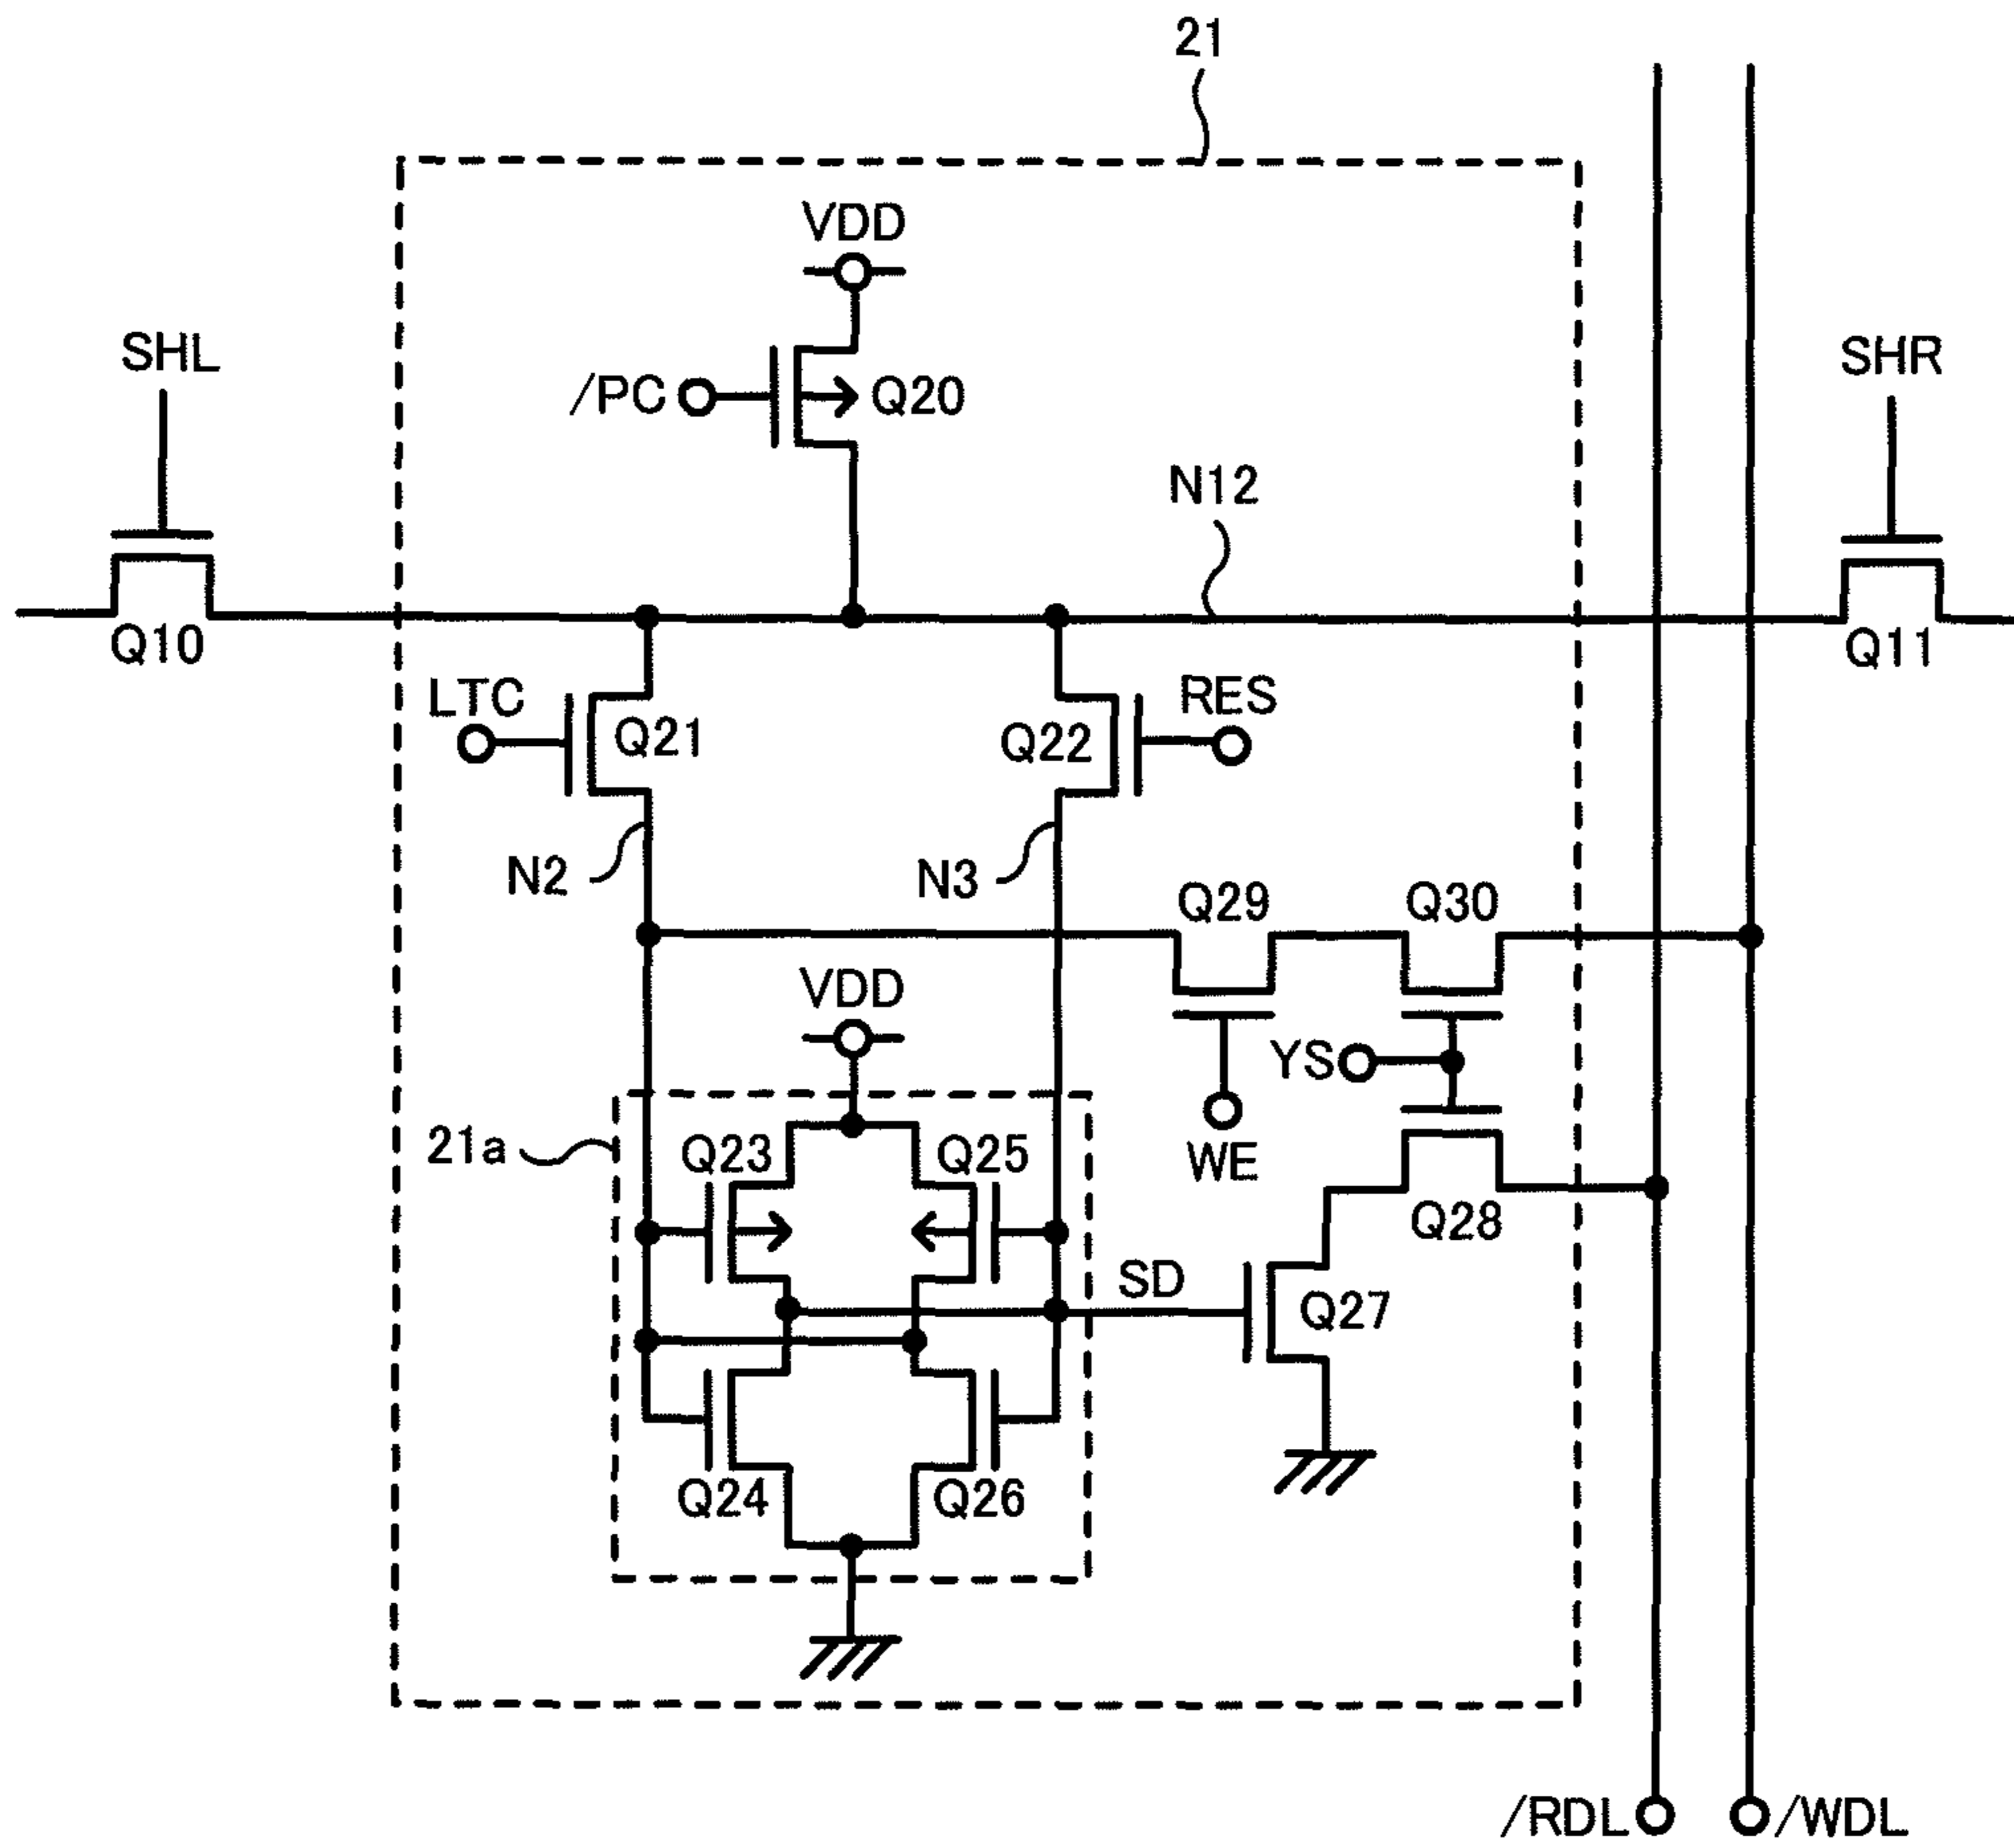 21
VDD
SHL
SHR
/PC
Q20
N12
Q10
Q11
LTC
Q21
Q22
RES
N2
N3
Q29
Q30
VDD
YS
21a
Q23
Q25
WE
Q28
SD
Q27
Q24
Q26
/RDL
/WDL